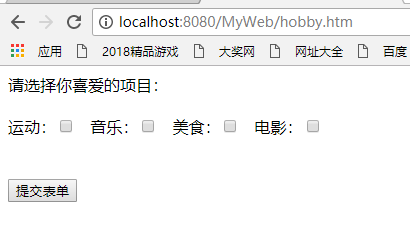 localhost:8080/MyWeb/hobby.htm
应用 2018精品游戏 大奖网 网址大全 百度
请选择你喜爱的项目：
运动： 音乐： 美食： 电影：
提交表单